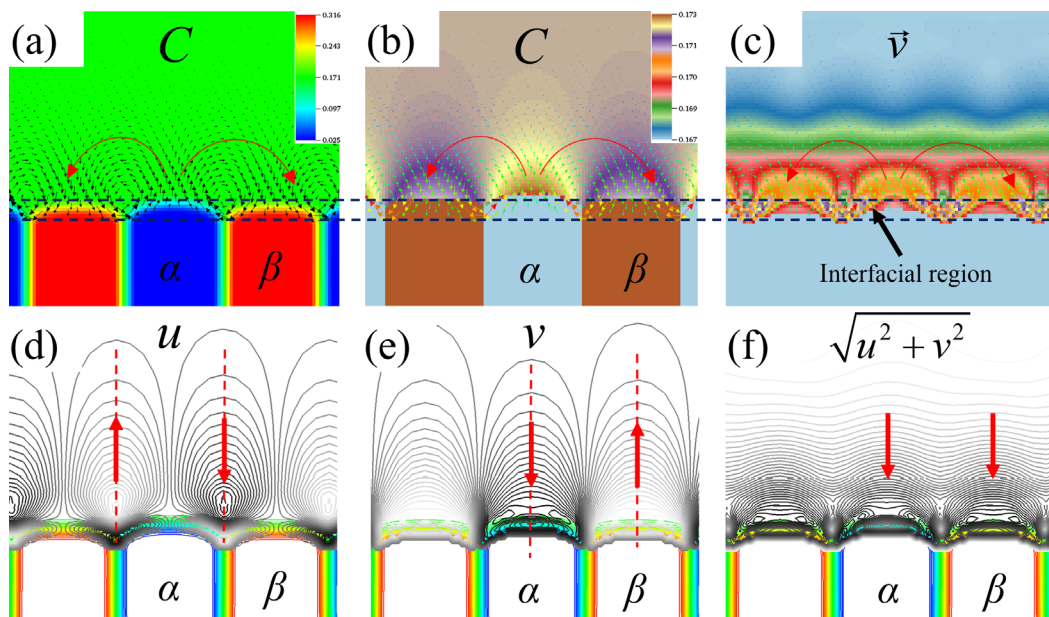 (a)
C
0.316
0.243
0.171
0.097
0.025
α
β
(b)
C
0.173
0.171
0.170
0.169
0.167
α
β
(c)
v⃗
Interfacial region
(d)
u
α
β
(e)
v
α
β
(f)
√u² + v²
α
β